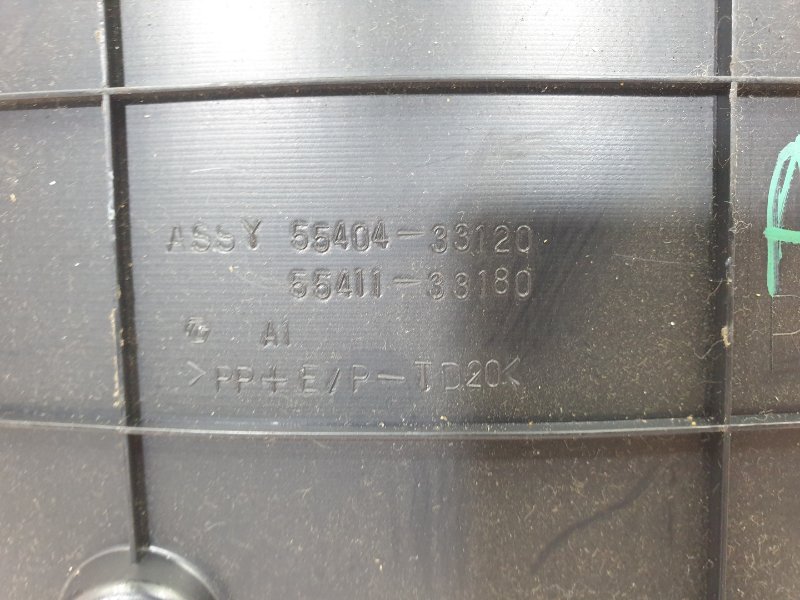 ASSY 55404-33120
55411-33180
A1
>PP+E/P-TD20<
A